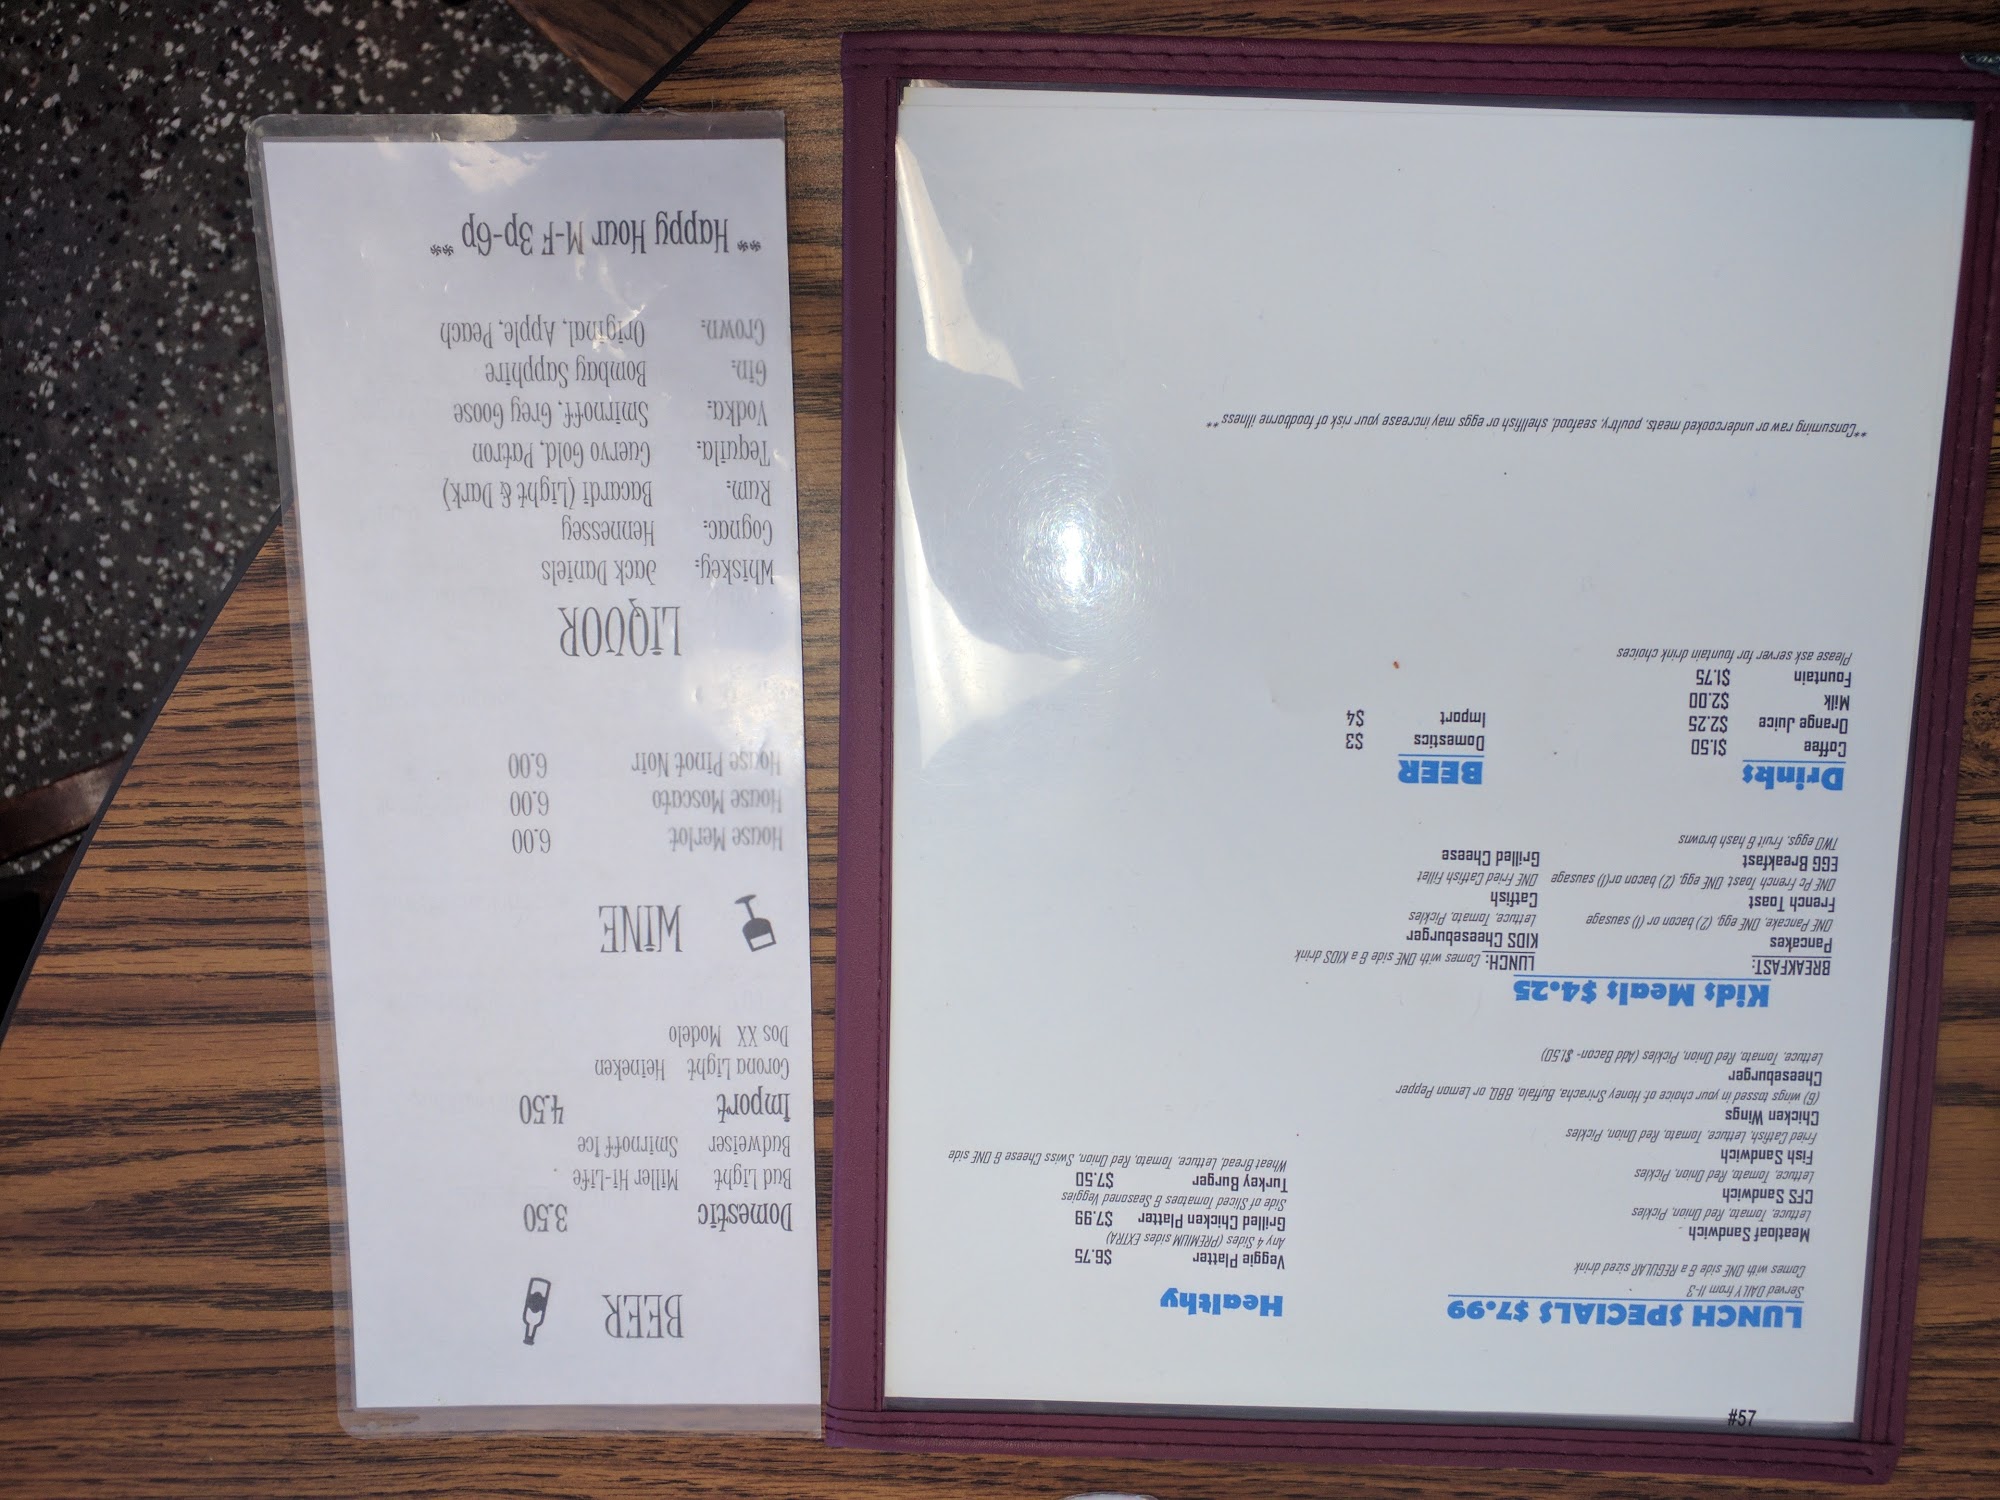 #57
LUNCH SPECIALS $7.99
Served DAILY from 11-3
Comes with ONE side & a REGULAR sized drink
Meatloaf Sandwich
Lettuce, Tomato, Red Onion, Pickles
CFS Sandwich
Lettuce, Tomato, Red Onion Pickles
Fish Sandwich
Fried Catfish, Lettuce, Tomato, Red Onion, Pickles
Chicken Wings
(6) wings tossed in your choice of: Honey Sriracha, Buffalo, BBQ, or Lemon Pepper
Cheeseburger
Lettuce, Tomato, Red Onion, Pickles (Add Bacon- $1.50)
Healthy
Veggie Platter $6.75
Any 4 Sides (PREMIUM sides EXTRA)
Grilled Chicken Platter $7.99
Side of Sliced Tomatoes & Seasoned Veggies
Turkey Burger $7.50
Wheat Bread, Lettuce, Tomato, Red Onion, Swiss Cheese & ONE side
Kids Meals $4.25
BREAKFAST:
Pancakes
ONE Pancake, ONE egg, (2) bacon or (1) sausage
French Toast
ONE Pc French Toast, ONE egg, (2) bacon or(1) sausage
EGG Breakfast
TWO eggs, Fruit & hash browns
LUNCH: Comes with ONE side & a KIDS drink
KIDS Cheeseburger
Lettuce, Tomato, Pickles
Catfish
ONE Fried Catfish Fillet
Grilled Cheese
Drinks
Coffee $1.50
Orange Juice $2.25
Milk $2.00
Fountain $1.75
Please ask server for fountain drink choices
BEER
Domestics $3
Import $4
**Consuming raw or undercooked meats, poultry, seafood, shellfish or eggs may increase your risk of foodborne illness**
BEER
Domestic 3.50
Bud Light Miller Hi-Life
Budweiser Smirnoff Ice
Import 4.50
Corona Light Heineken
Dos XX Modelo
WINE
House Merlot 6.00
House Moscato 6.00
House Pinot Noir 6.00
LIQUOR
Whiskey: Jack Daniels
Cognac: Hennessey
Rum: Bacardi (Light & Dark)
Tequila: Cuervo Gold, Patron
Vodka: Smirnoff, Grey Goose
Gin: Bombay Sapphire
Crown: Original, Apple, Peach
** Happy Hour M-F 3p-6p **